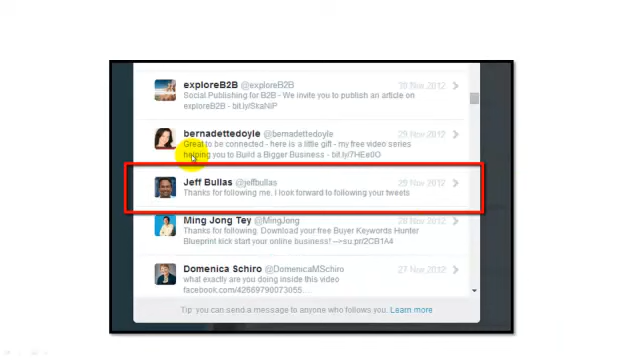 exploreB2B @exploreB2B 30 Nov 2012
Social Publishing for B2B - We invite you to publish an article on
exploreB2B - bit.ly/SkaNiP
bernadettedoyle @bernadettedoyle 29 Nov 2012
Great to be connected - here is a little gift - my free video series
helping you to Build a Bigger Business - bit.ly/7HEe0O
Jeff Bullas @jeffbullas 29 Nov 2012
Thanks for following me. I look forward to following your tweets
Ming Jong Tey @MingJong 28 Nov 2012
Thanks for following. Download your free Buyer Keywords Hunter
Blueprint kick start your online business! -->su.pr/2CB1A4
Domenica Schiro @DomenicaMSchiro 27 Nov 2012
what exactly are you doing inside this video
facebook.com/42669790073055...
Tip: you can send a message to anyone who follows you. Learn more